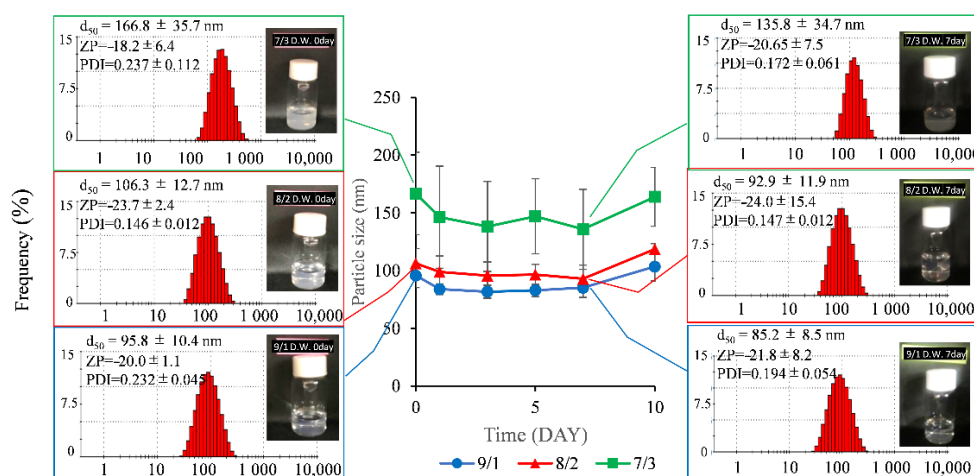 d₅₀ = 166.8 ± 35.7 nm
ZP=-18.2 ± 6.4
PDI=0.237 ± 0.112
15
7.5
0
1 10 100 1 000 10,000
7/3 D.W. 0day
d₅₀ = 106.3 ± 12.7 nm
ZP=-23.7 ± 2.4
PDI=0.146 ± 0.012
15
7.5
0
1 10 100 1 000 10,000
8/2 D.W. 0day
d₅₀ = 95.8 ± 10.4 nm
ZP=-20.0 ± 1.1
PDI=0.232 ± 0.045
15
7.5
0
1 10 100 1 000 10,000
9/1 D.W. 0day
Frequency (%)
Particle size (nm)
250
200
150
100
50
0
0 5 10
Time (DAY)
9/1 8/2 7/3
d₅₀ = 135.8 ± 34.7 nm
ZP=-20.65 ± 7.5
PDI=0.172 ± 0.061
15
7.5
0
1 10 100 1 000 10,000
7/3 D.W. 7day
d₅₀ = 92.9 ± 11.9 nm
ZP=-24.0 ± 15.4
PDI=0.147 ± 0.012
15
7.5
0
1 10 100 1 000 10,000
8/2 D.W. 7day
d₅₀ = 85.2 ± 8.5 nm
ZP=-21.8 ± 8.2
PDI=0.194 ± 0.054
15
7.5
0
1 10 100 1 000 10,000
9/1 D.W. 7day